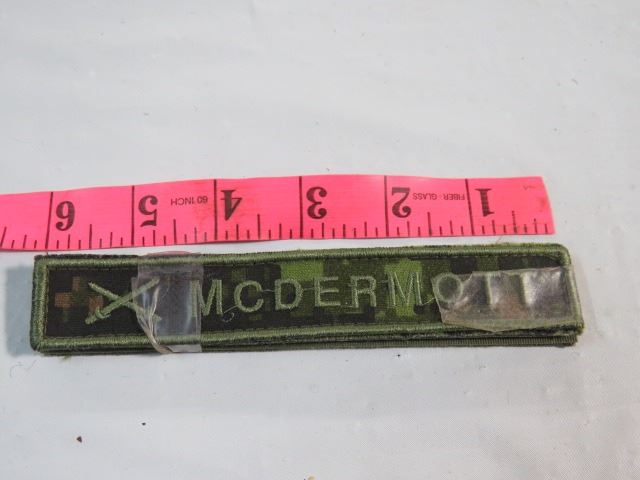 1 FIBER-GLASS 2 3 4 60 INCH 5 6
MCDERMOTT